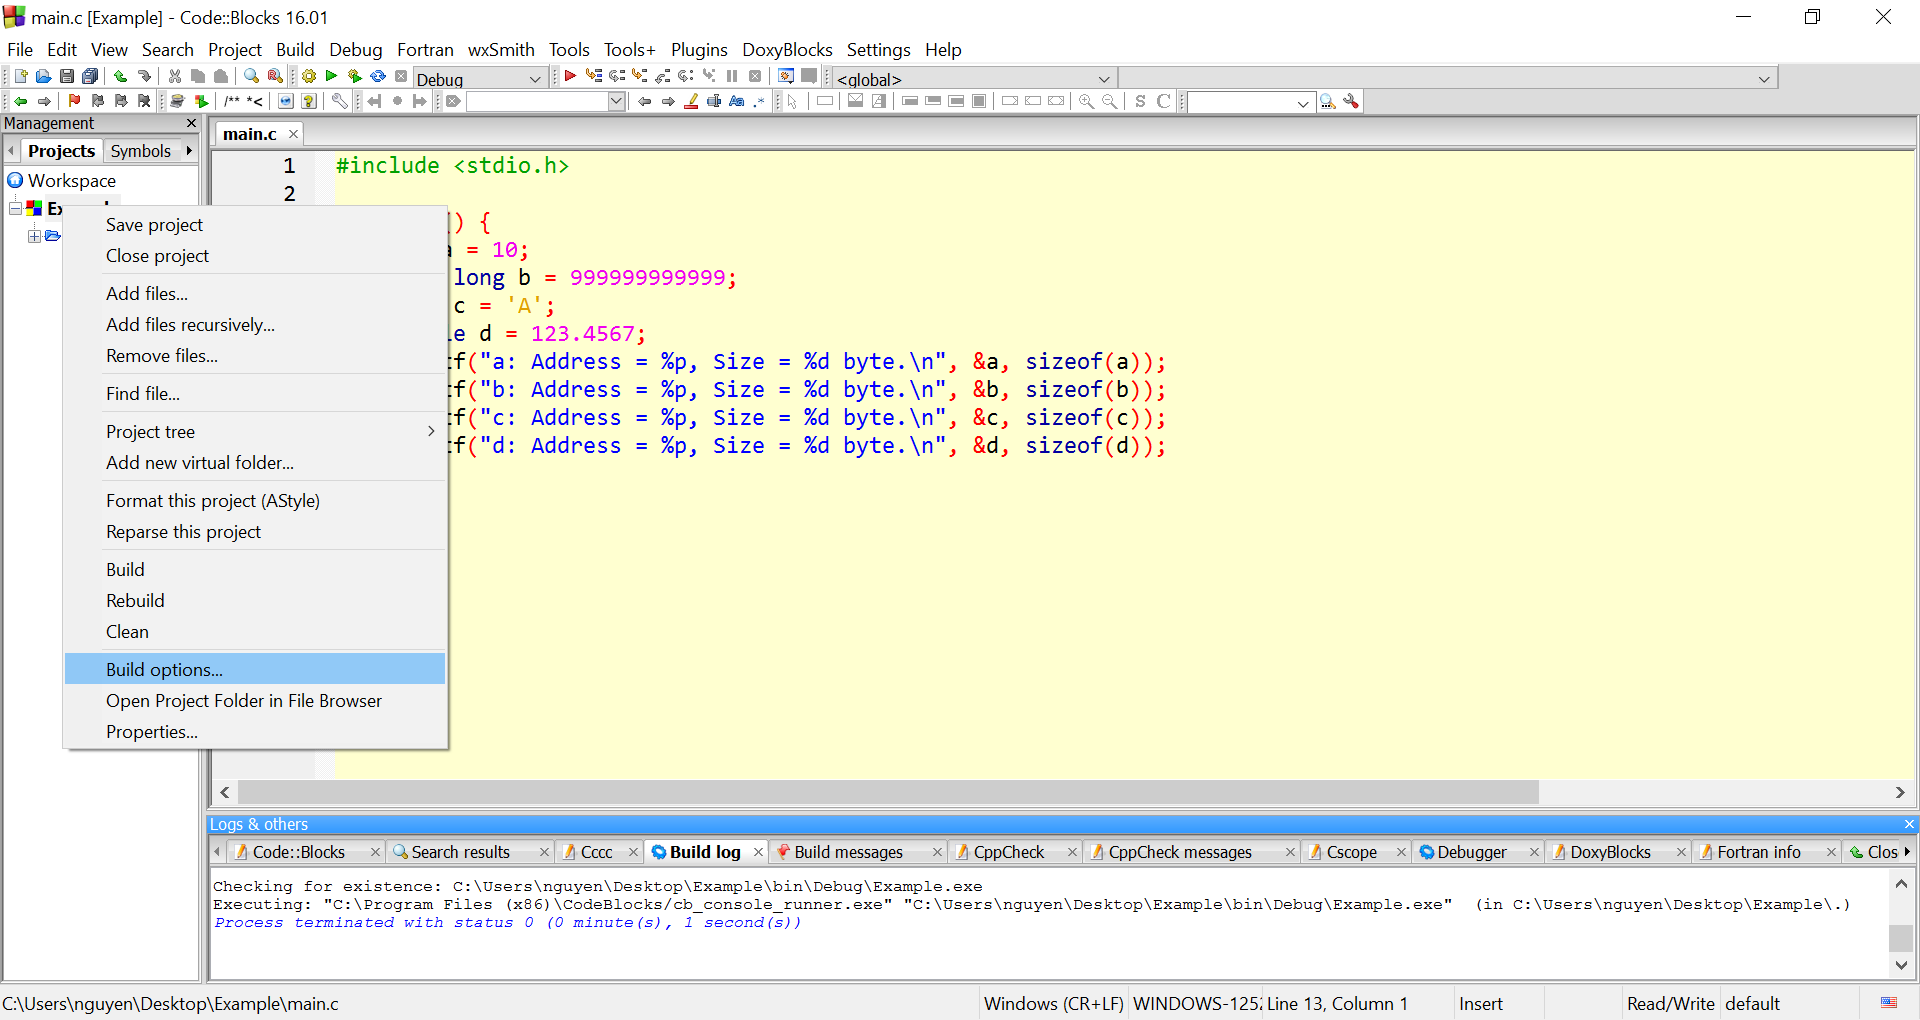 main.c [Example] - Code::Blocks 16.01
File Edit View Search Project Build Debug Fortran wxSmith Tools Tools+ Plugins DoxyBlocks Settings Help
Debug
<global>
/** *<
Aa .*
S C
Management
Projects Symbols
main.c
Workspace
1 #include <stdio.h>
2
() {
= 10;
long b = 999999999999;
c = 'A';
e d = 123.4567;
f("a: Address = %p, Size = %d byte.\n", &a, sizeof(a));
f("b: Address = %p, Size = %d byte.\n", &b, sizeof(b));
f("c: Address = %p, Size = %d byte.\n", &c, sizeof(c));
f("d: Address = %p, Size = %d byte.\n", &d, sizeof(d));
Save project
Close project
Add files...
Add files recursively...
Remove files...
Find file...
Project tree
Add new virtual folder...
Format this project (AStyle)
Reparse this project
Build
Rebuild
Clean
Build options...
Open Project Folder in File Browser
Properties...
Logs & others
Code::Blocks Search results Cccc Build log Build messages CppCheck CppCheck messages Cscope Debugger DoxyBlocks Fortran info Clos
Checking for existence: C:\Users\nguyen\Desktop\Example\bin\Debug\Example.exe
Executing: "C:\Program Files (x86)\CodeBlocks/cb_console_runner.exe" "C:\Users\nguyen\Desktop\Example\bin\Debug\Example.exe" (in C:\Users\nguyen\Desktop\Example\.)
Process terminated with status 0 (0 minute(s), 1 second(s))
C:\Users\nguyen\Desktop\Example\main.c Windows (CR+LF) WINDOWS-1252 Line 13, Column 1 Insert Read/Write default